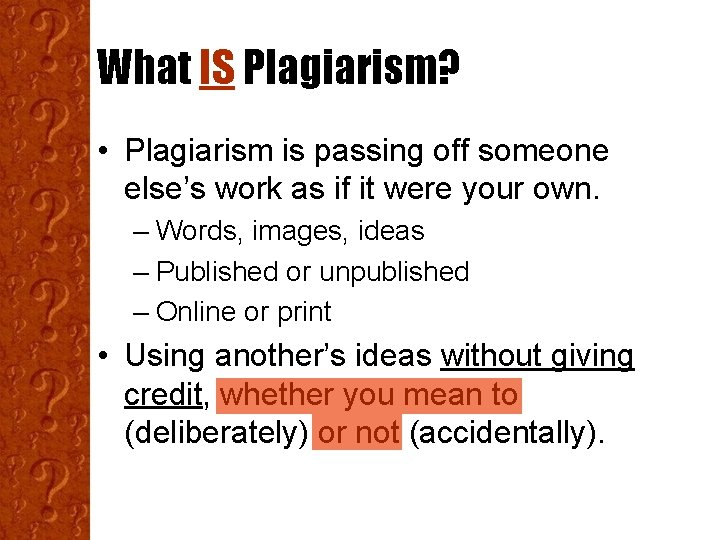 What IS Plagiarism?
• Plagiarism is passing off someone
else’s work as if it were your own.
– Words, images, ideas
– Published or unpublished
– Online or print
• Using another’s ideas without giving
credit, whether you mean to
(deliberately) or not (accidentally).